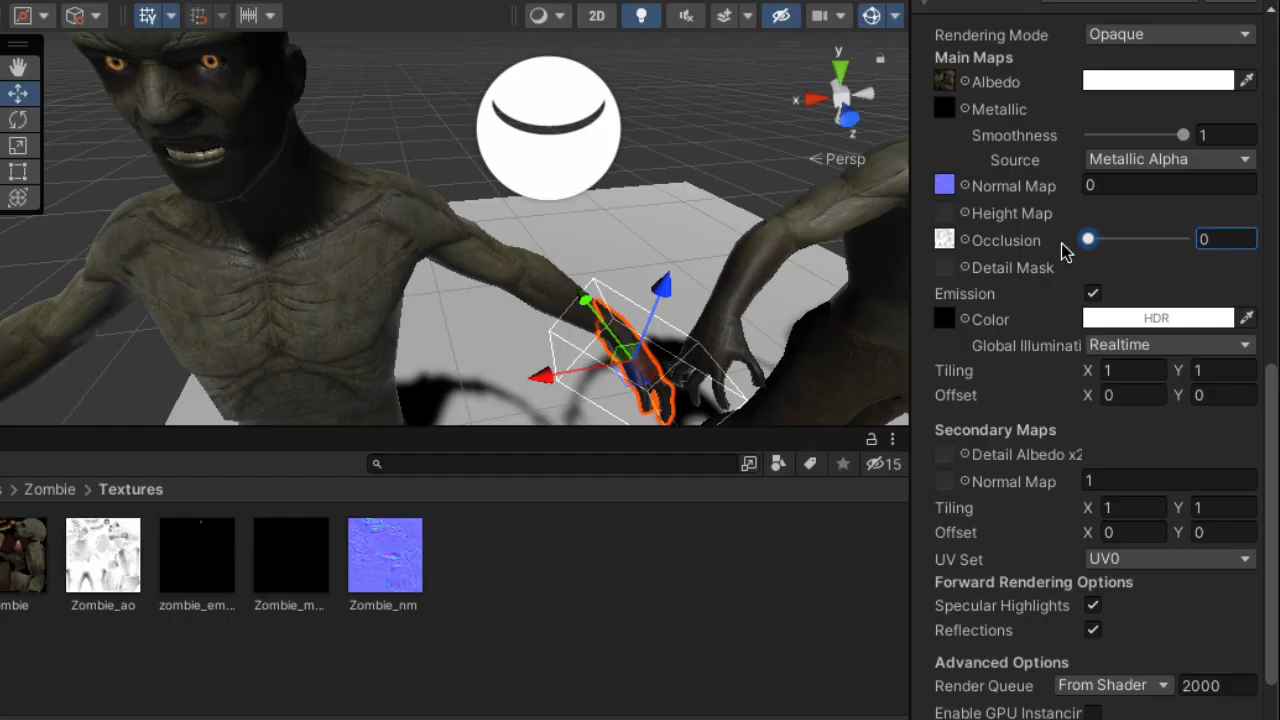 2D
y
x
z
< Persp
Rendering Mode Opaque
Main Maps
Albedo
Metallic
Smoothness 1
Source Metallic Alpha
Normal Map 0
Height Map
Occlusion 0
Detail Mask
Emission
Color HDR
Global Illuminati Realtime
Tiling X 1 Y 1
Offset X 0 Y 0
Secondary Maps
Detail Albedo x2
Normal Map 1
Tiling X 1 Y 1
Offset X 0 Y 0
UV Set UV0
Forward Rendering Options
Specular Highlights
Reflections
Advanced Options
Render Queue From Shader 2000
Enable GPU Instancin
15
s > Zombie > Textures
mbie Zombie_ao zombie_em... Zombie_m... Zombie_nm